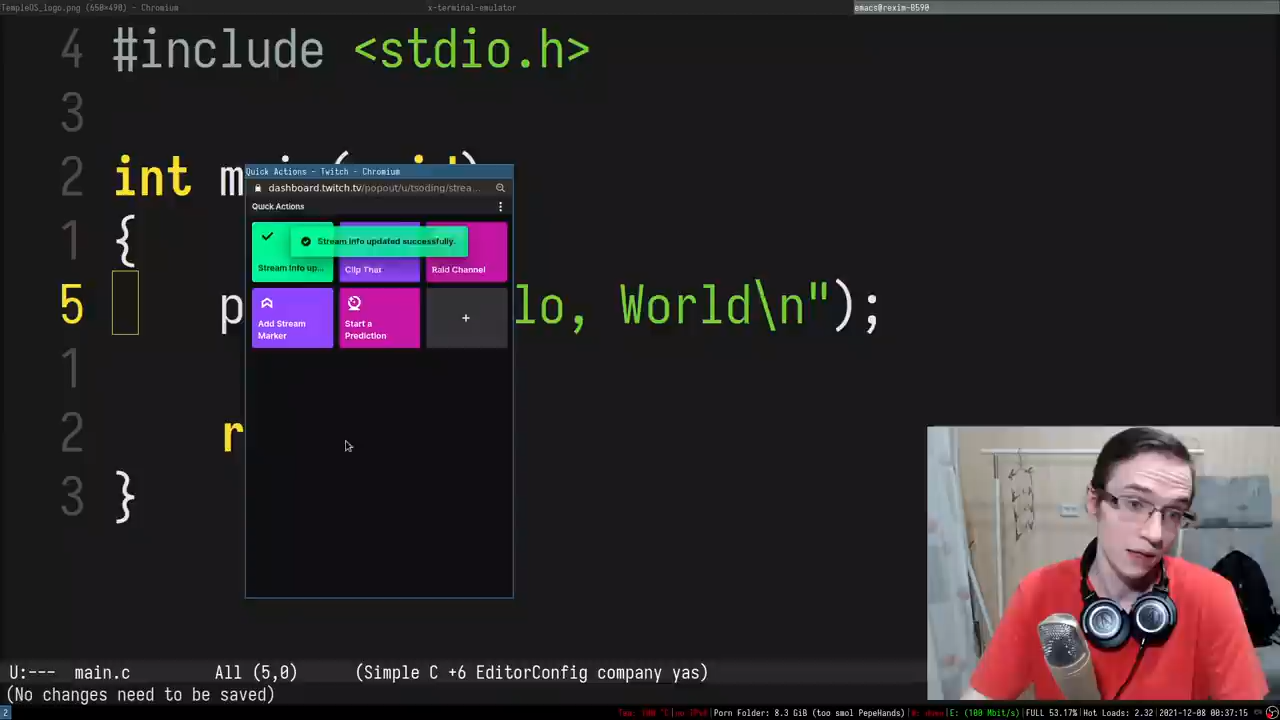 TempleOS_logo.png (650×490) - Chromium
x-terminal-emulator
emacs@rexim-B590
4 #include <stdio.h>
3
2 int m
Quick Actions - Twitch - Chromium
dashboard.twitch.tv/popout/u/tsoding/strea...
Quck Actions
1 {
Stream Info updated successfully.
Stream Info up...
Clip That
Raid Channel
5 p lo, World\n");
Add Stream
Marker
Start a
Prediction
+
1
2 r
3 }
U:--- main.c All (5,0) (Simple C +6 EditorConfig company yas)
(No changes need to be saved)
2
Porn Folder: 8.3 GiB (too smol PepeHands)
E: (100 Mbit/s)
FULL 53.17%
Hot Loads: 2.32
2021-12-08 00:37:15